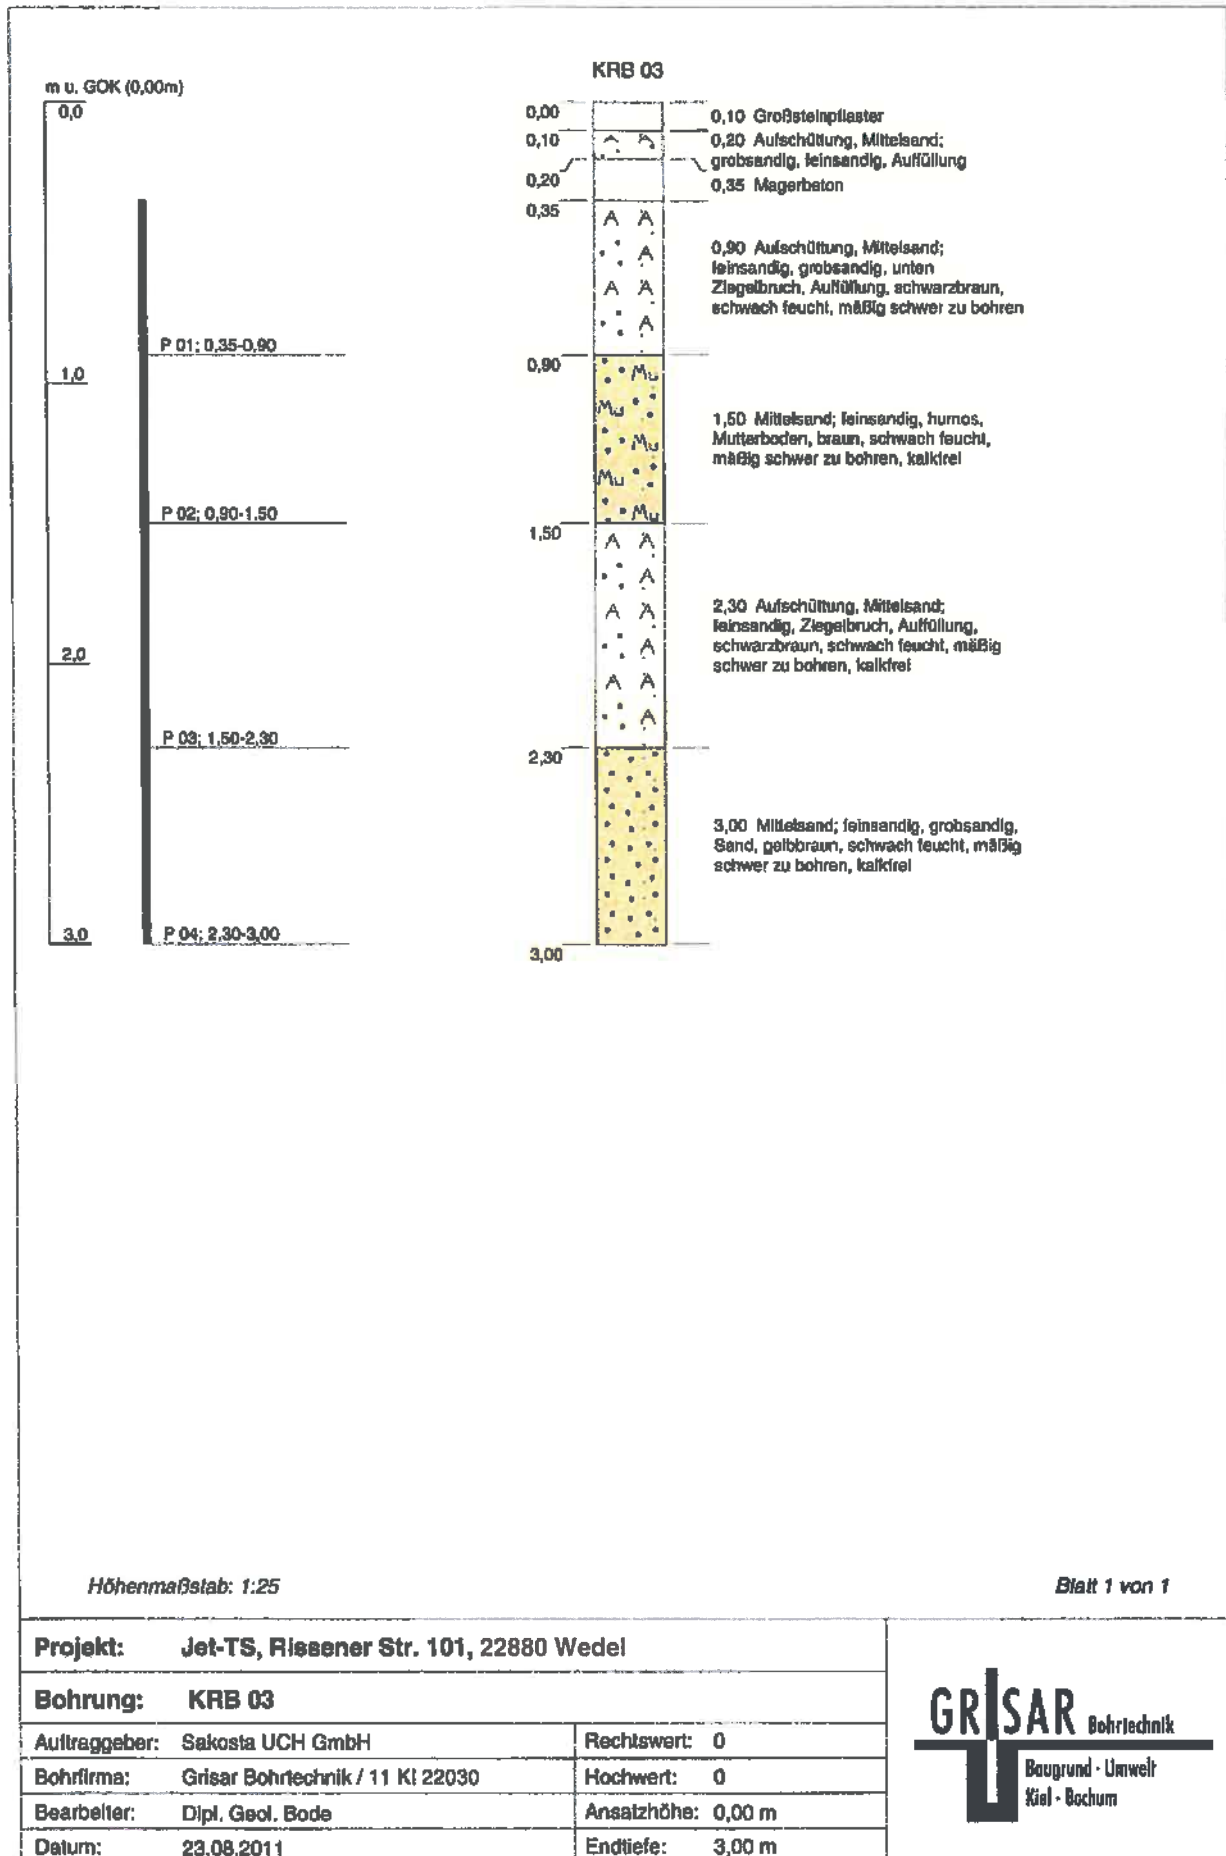 KRB 03
m u. GOK (0,00m)
0,0
1,0
2,0
3,0
P 01; 0,35-0,90
P 02; 0,90-1,50
P 03; 1,50-2,30
P 04; 2,30-3,00
0,00
0,10
0,20
0,35
0,90
1,50
2,30
3,00
A A
A
A A
A
Mu
Mu
Mu
Mu
Mu
A A
A
A A
A
A A
A
0,10 Großsteinpflaster
0,20 Aufschüttung, Mittelsand;
grobsandig, feinsandig, Auffüllung
0,35 Magerbeton
0,90 Aufschüttung, Mittelsand;
feinsandig, grobsandig, unten
Ziegelbruch, Auffüllung, schwarzbraun,
schwach feucht, mäßig schwer zu bohren
1,50 Mittelsand; feinsandig, humos,
Mutterboden, braun, schwach feucht,
mäßig schwer zu bohren, kalkfrei
2,30 Aufschüttung, Mittelsand;
feinsandig, Ziegelbruch, Auffüllung,
schwarzbraun, schwach feucht, mäßig
schwer zu bohren, kalkfrei
3,00 Mittelsand; feinsandig, grobsandig,
Sand, gelbbraun, schwach feucht, mäßig
schwer zu bohren, kalkfrei
Höhenmaßstab: 1:25
Blatt 1 von 1
Projekt: Jet-TS, Rissener Str. 101, 22880 Wedel
Bohrung: KRB 03
Auftraggeber: Sakosta UCH GmbH
Rechtswert: 0
Bohrfirma: Grisar Bohrtechnik / 11 KI 22030
Hochwert: 0
Bearbeiter: Dipl. Geol. Bode
Ansatzhöhe: 0,00 m
Datum: 23.08.2011
Endtiefe: 3,00 m
GRISAR Bohrtechnik
Baugrund · Umwelt
Kiel · Bochum